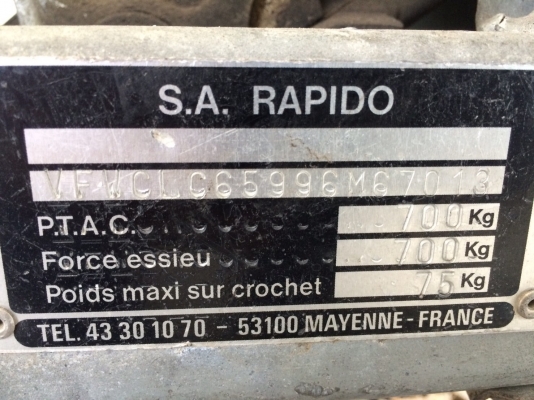 S.A. RAPIDO
VFVCLC65996M67018
P.T.A.C. 700 Kg
Force essieu 700 Kg
Poids maxi sur crochet 75 Kg
TEL. 43 30 10 70 - 53100 MAYENNE-FRANCE